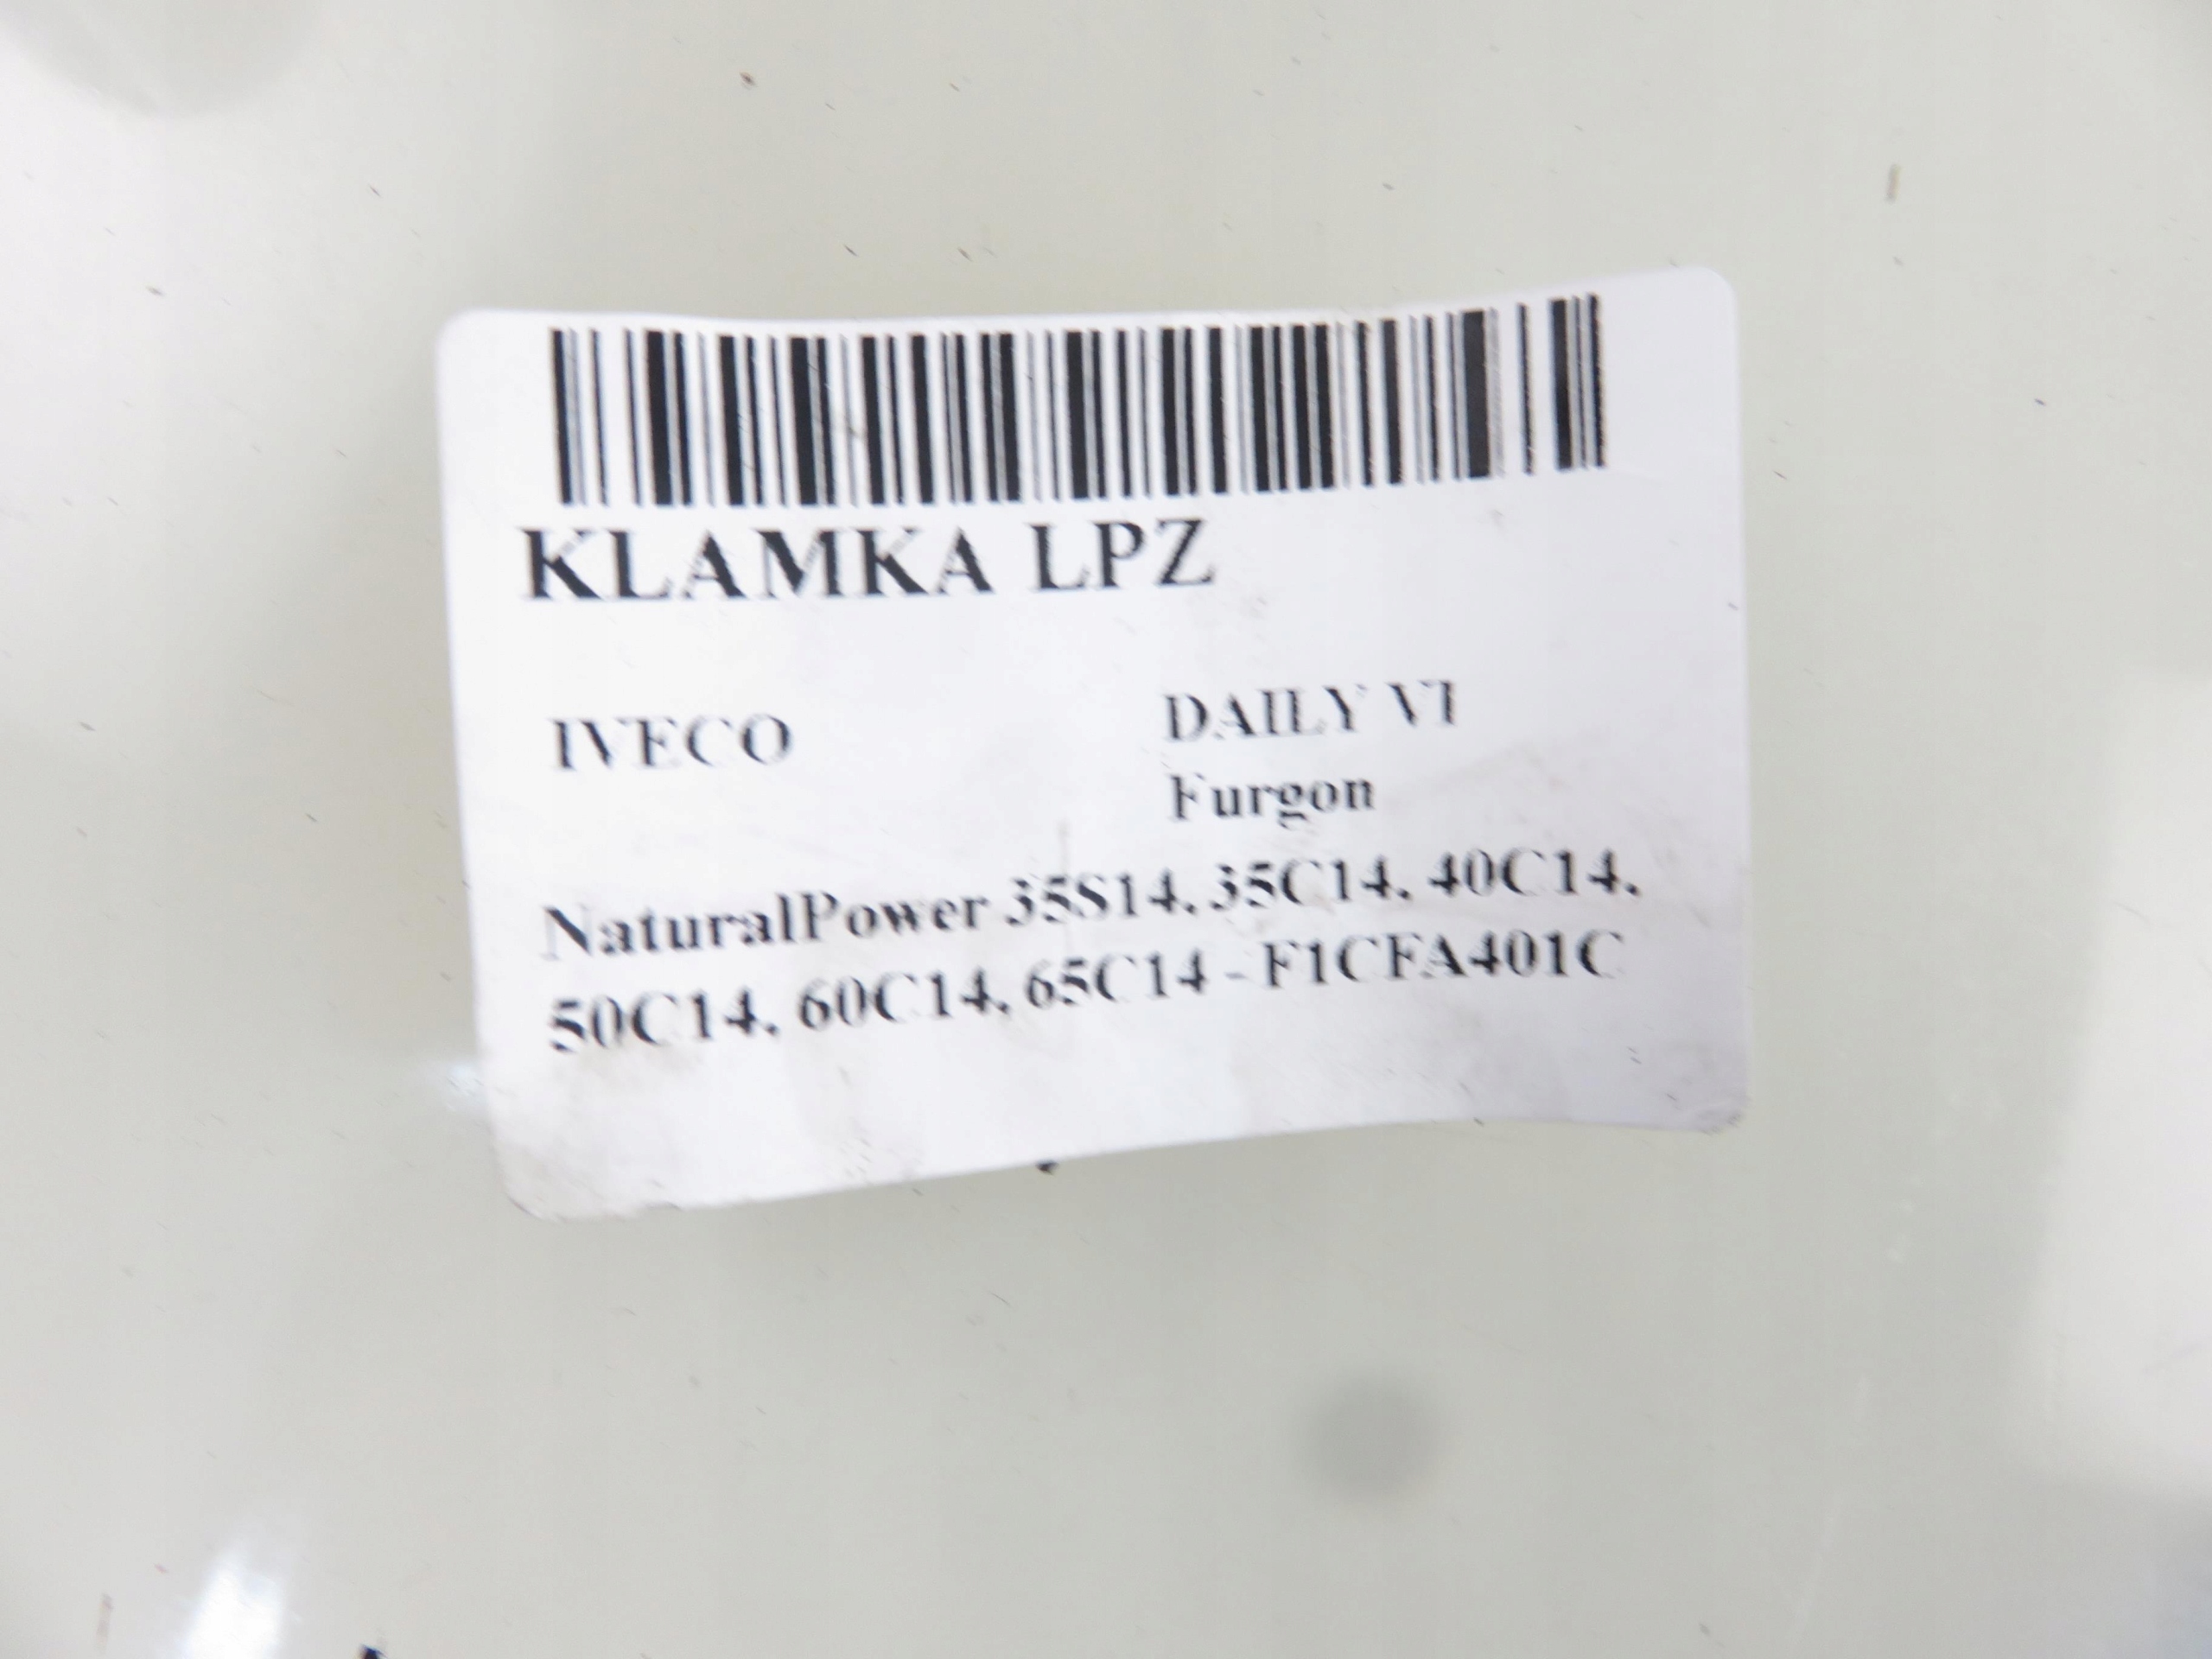 KLAMKA LPZ
IVECO
DAILY VI
Furgon
NaturalPower 35S14, 35C14, 40C14,
50C14, 60C14, 65C14 - F1CFA401C